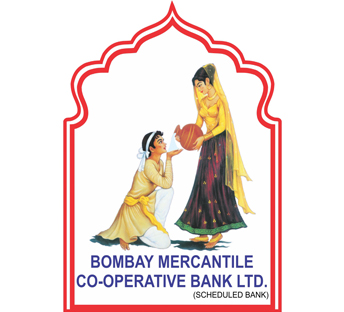 BOMBAY MERCANTILE
CO-OPERATIVE BANK LTD.
(SCHEDULED BANK)